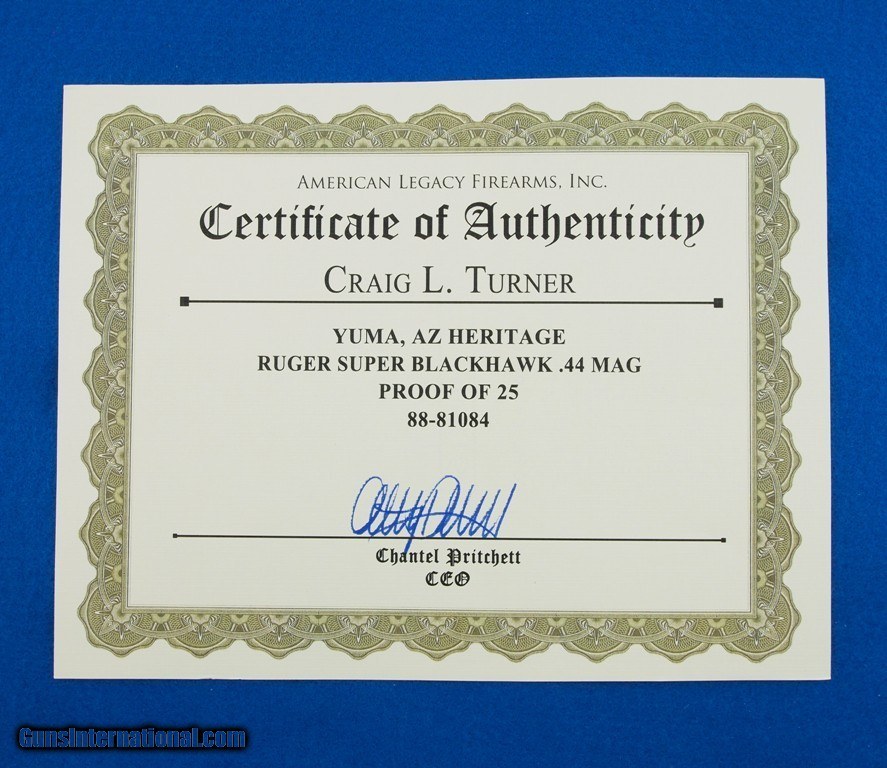 AMERICAN LEGACY FIREARMS, INC.
Certificate of Authenticity
CRAIG L. TURNER
YUMA, AZ HERITAGE
RUGER SUPER BLACKHAWK .44 MAG
PROOF OF 25
88-81084
Chantel Pritchett
CEO
GunsInternational.com